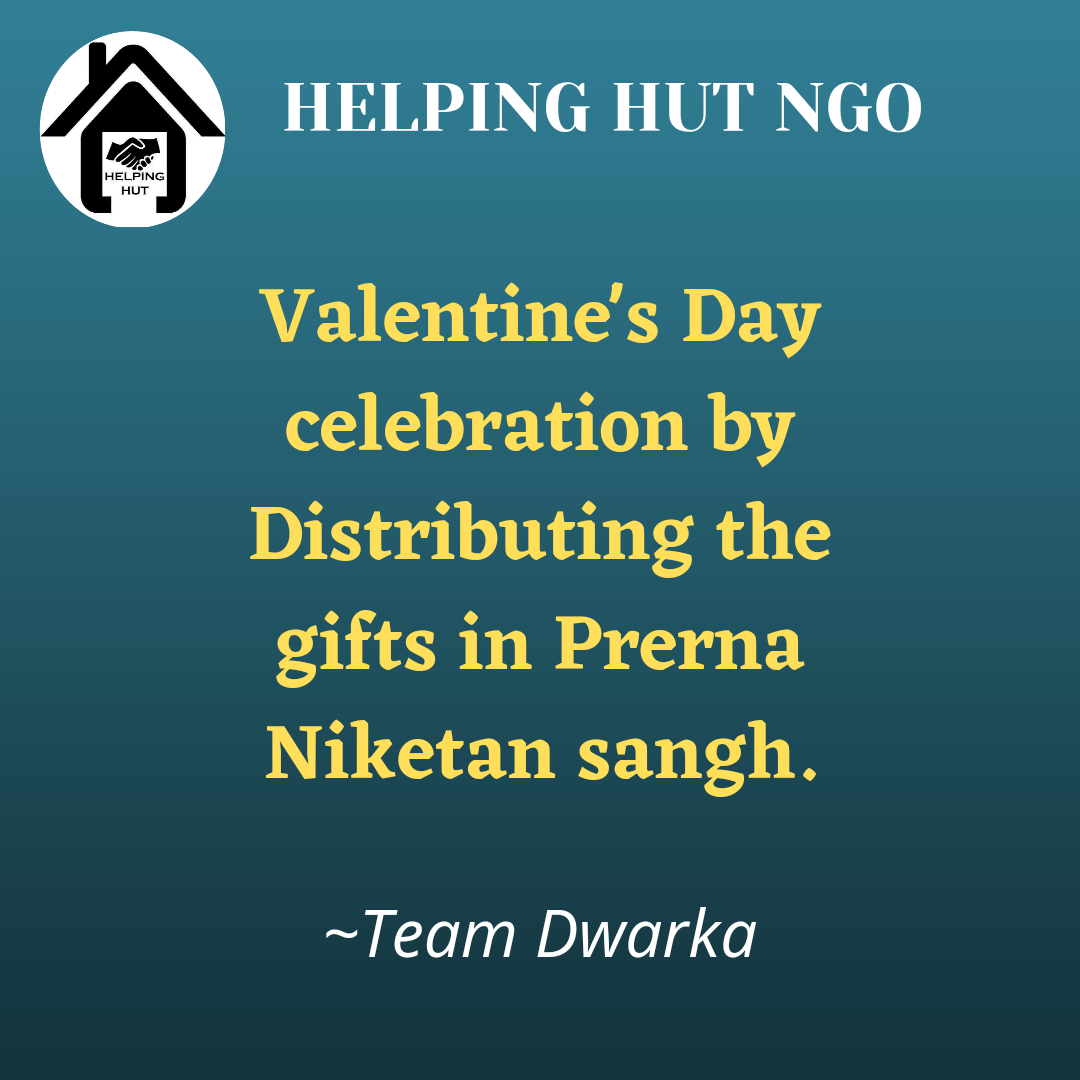 HELPING HUT NGO
HELPING
HUT
Valentine's Day
celebration by
Distributing the
gifts in Prerna
Niketan sangh.
~Team Dwarka